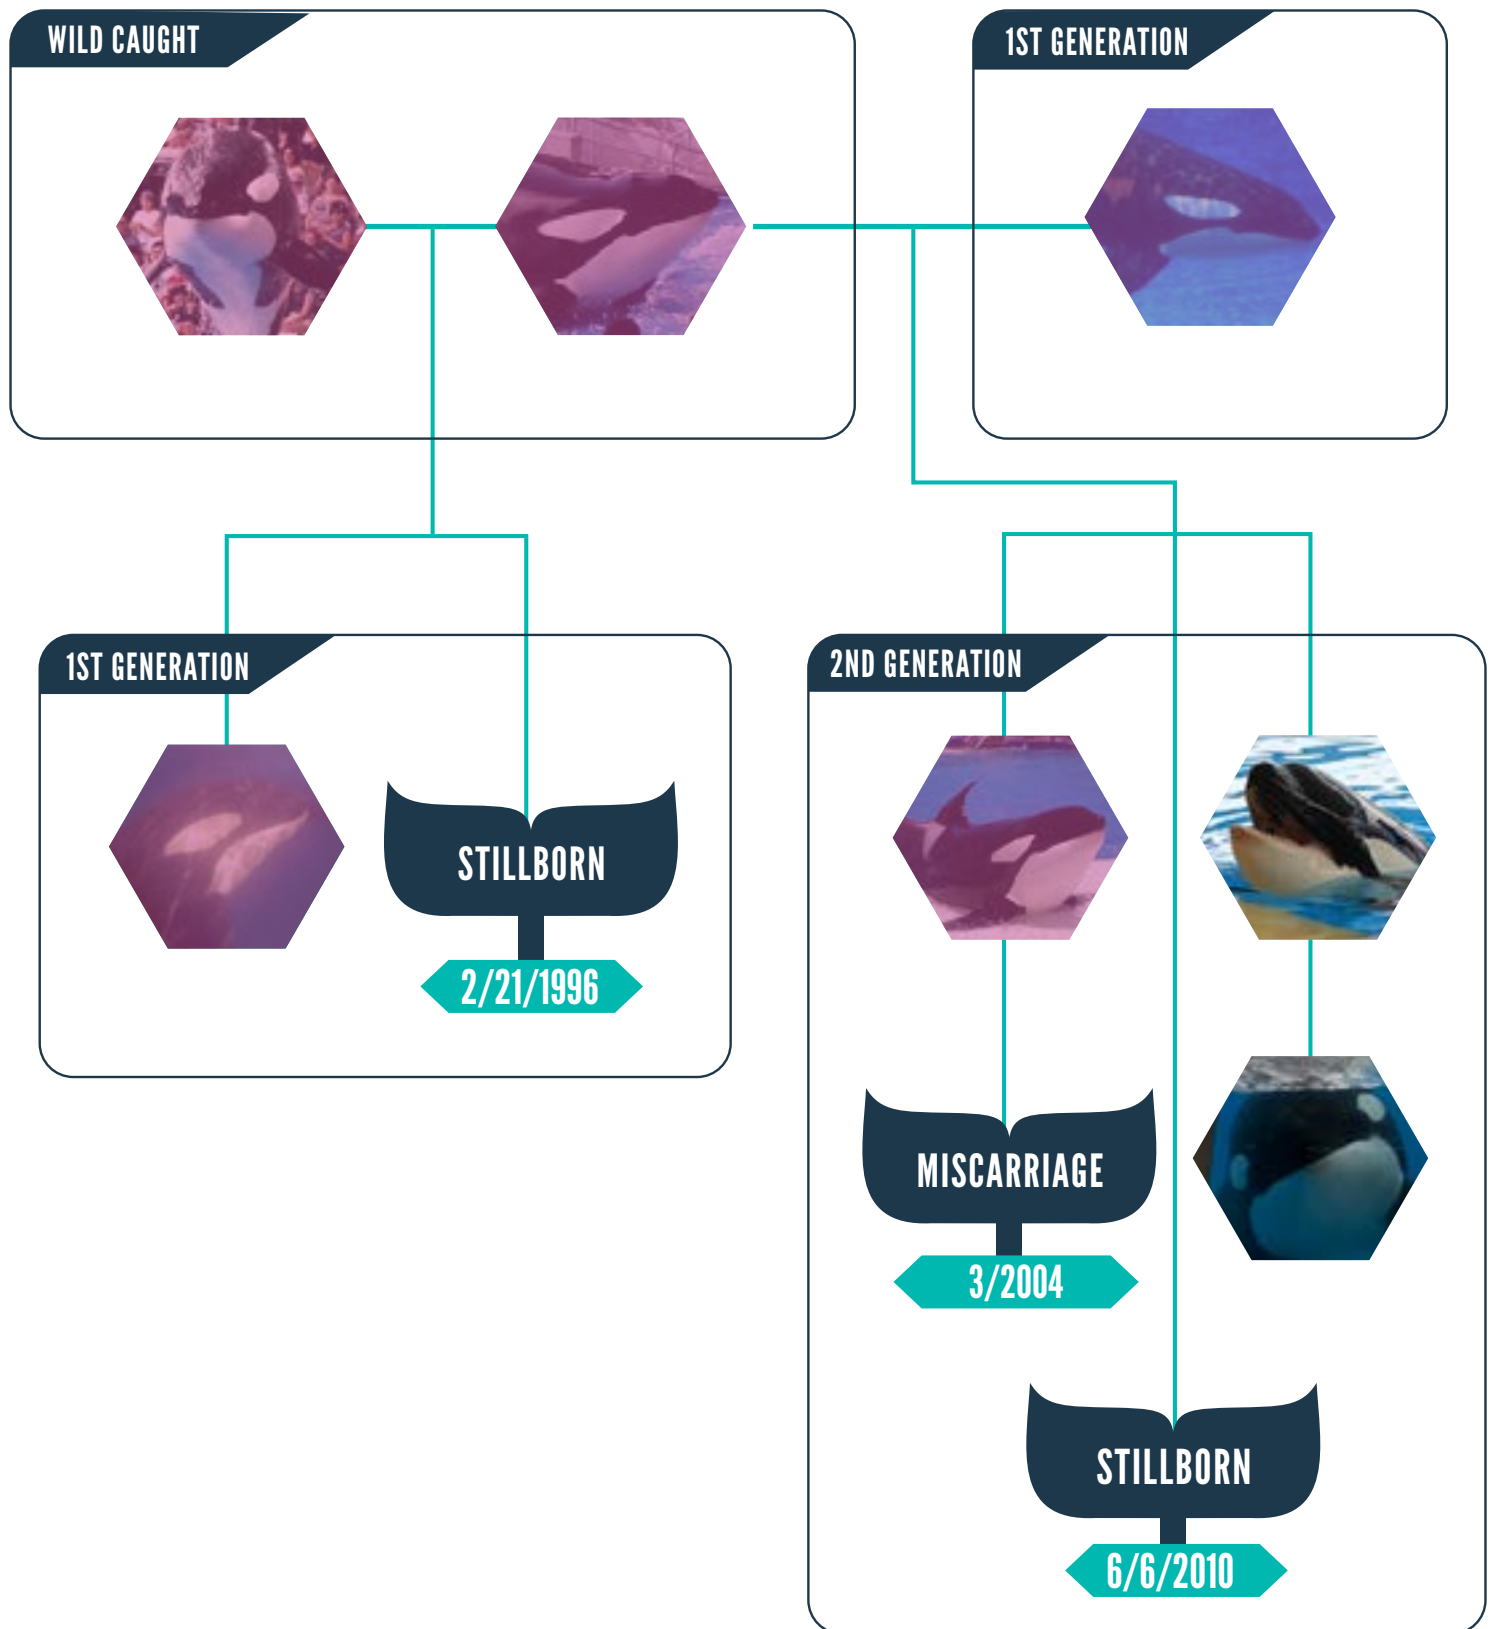 WILD CAUGHT
1ST GENERATION
1ST GENERATION
STILLBORN
2/21/1996
2ND GENERATION
MISCARRIAGE
3/2004
STILLBORN
6/6/2010